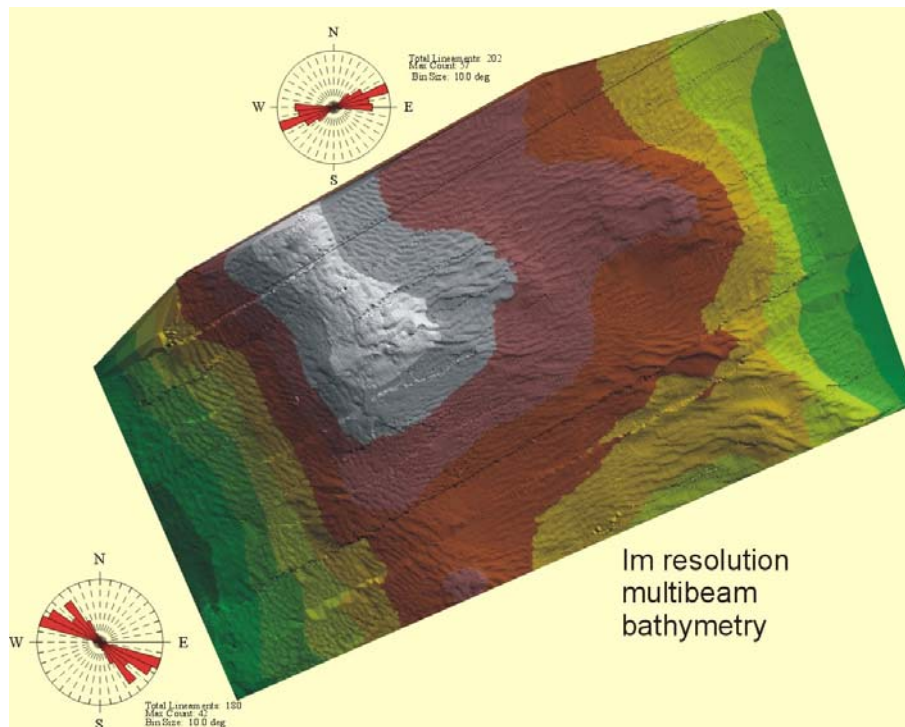 N
W E
S
Total Lineaments: 202
Max Count: 57
Bin Size: 10.0 deg
N
W E
S
Total Lineaments: 180
Max Count: 42
Bin Size: 10.0 deg
Im resolution
multibeam
bathymetry